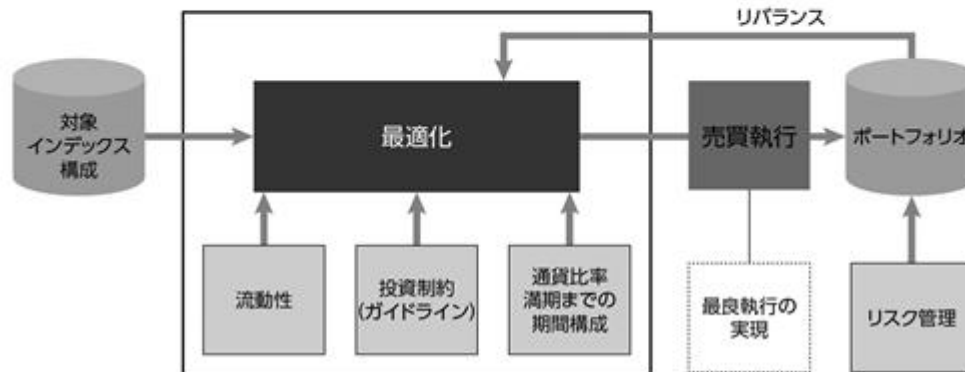 リバランス
対象
インデックス
構成
最適化
売買執行
ポートフォリオ
流動性
投資制約
(ガイドライン)
通貨比率
満期までの
期間構成
最良執行の
実現
リスク管理